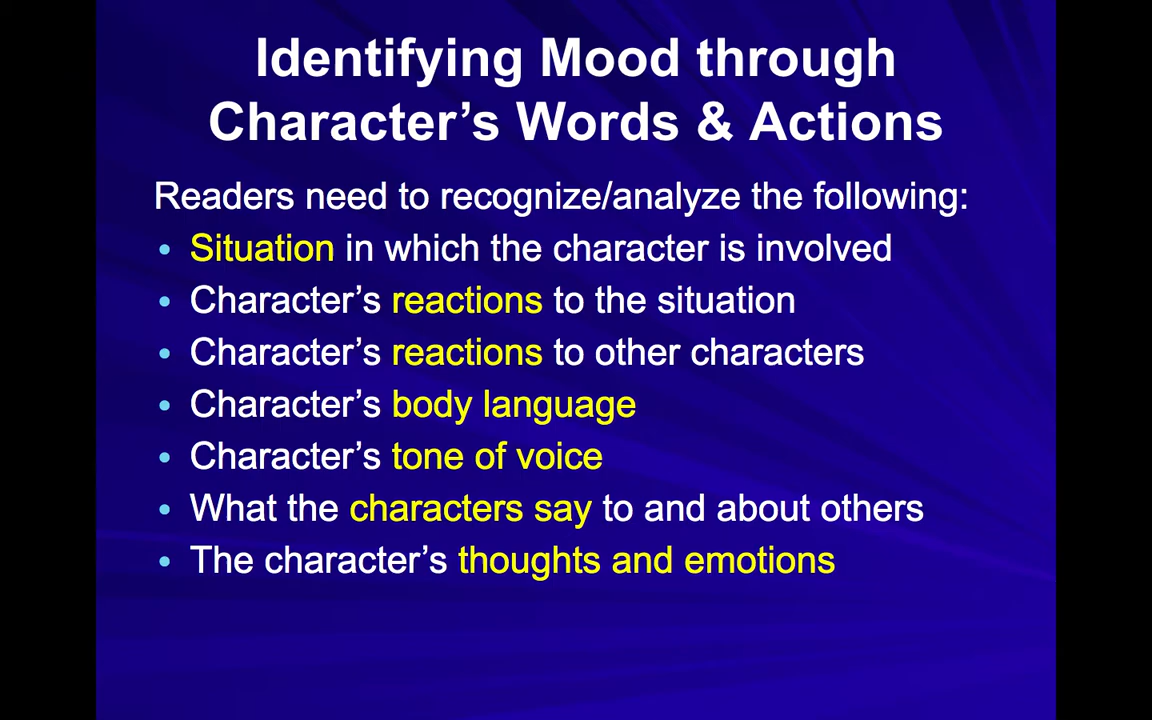 Identifying Mood through
Character’s Words & Actions
Readers need to recognize/analyze the following:
• Situation in which the character is involved
• Character’s reactions to the situation
• Character’s reactions to other characters
• Character’s body language
• Character’s tone of voice
• What the characters say to and about others
• The character’s thoughts and emotions